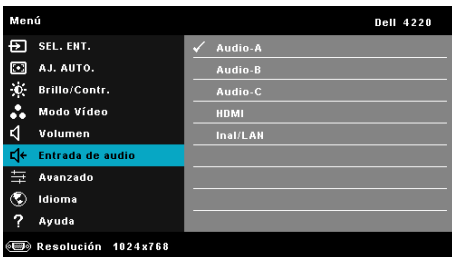 Menú Dell 4220
SEL. ENT. ✓ Audio-A
AJ. AUTO. Audio-B
Brillo/Contr. Audio-C
Modo Vídeo HDMI
Volumen Inal/LAN
Entrada de audio
Avanzado
Idioma
? Ayuda
Resolución 1024x768